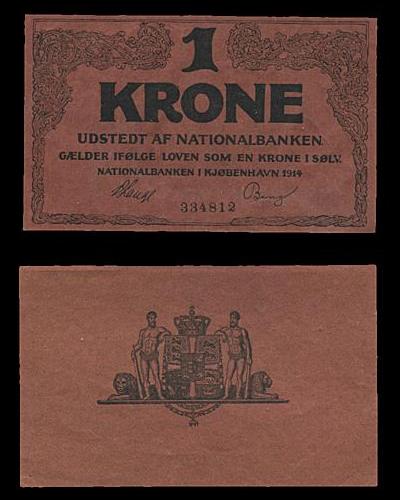 1
KRONE
UDSTEDT AF NATIONALBANKEN.
GÆLDER IFØLGE LOVEN SOM EN KRONE I SØLV.
NATIONALBANKEN I KJØBENHAVN 1914
334812